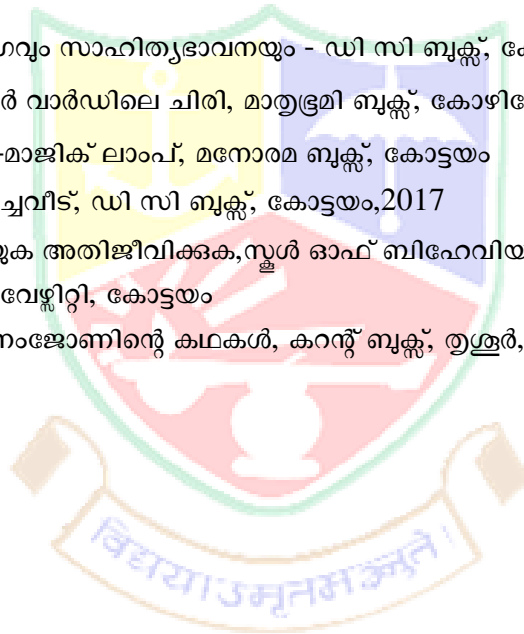 ഗവും സാഹിത്യഭാവനയും - ഡി സി ബുക്സ്, കോ
ർ വാർഡിലെ ചിരി, മാതൃഭൂമി ബുക്സ്, കോഴിക്കോ
-മാജിക് ലാംപ്, മനോരമ ബുക്സ്, കോട്ടയം
ച്ചവീട്, ഡി സി ബുക്സ്, കോട്ടയം,2017
യുക അതിജീവിക്കുക,സ്കൂൾ ഓഫ് ബിഹേവിയ
വേഴ്സിറ്റി, കോട്ടയം
നംജോണിന്റെ കഥകൾ, കറന്റ് ബുക്സ്, തൃശൂർ,
विद्ययाऽमृतमश्नुते।